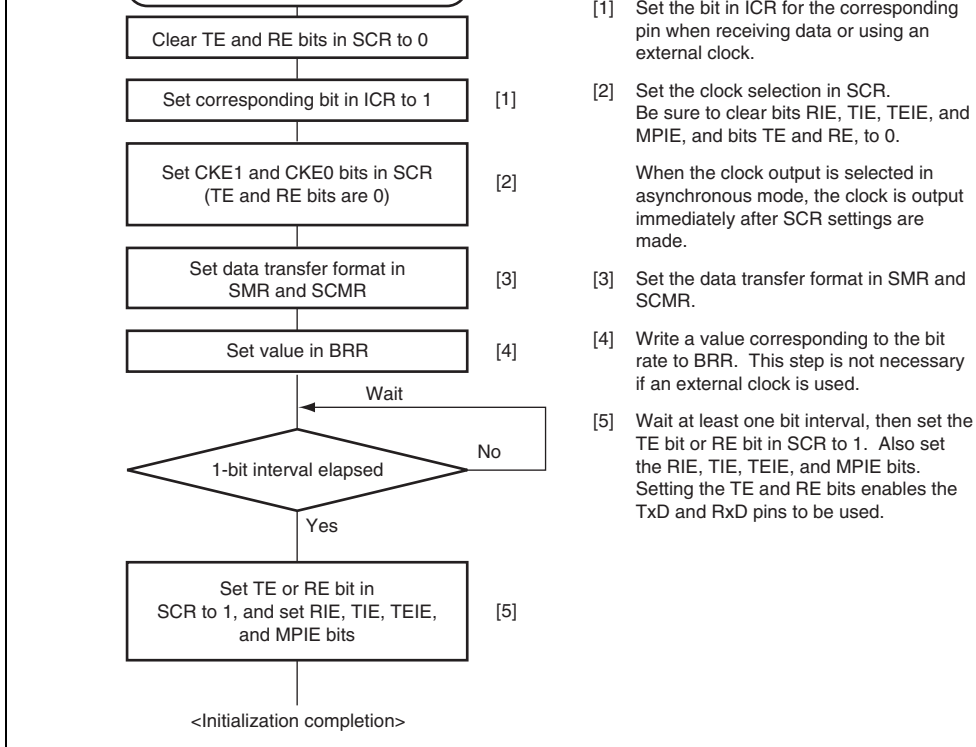 Clear TE and RE bits in SCR to 0
Set corresponding bit in ICR to 1
[1]
Set CKE1 and CKE0 bits in SCR
(TE and RE bits are 0)
[2]
Set data transfer format in
SMR and SCMR
[3]
Set value in BRR
[4]
Wait
1-bit interval elapsed
No
Yes
Set TE or RE bit in
SCR to 1, and set RIE, TIE, TEIE,
and MPIE bits
[5]
<Initialization completion>
[1] Set the bit in ICR for the corresponding
pin when receiving data or using an
external clock.
[2] Set the clock selection in SCR.
Be sure to clear bits RIE, TIE, TEIE, and
MPIE, and bits TE and RE, to 0.
When the clock output is selected in
asynchronous mode, the clock is output
immediately after SCR settings are
made.
[3] Set the data transfer format in SMR and
SCMR.
[4] Write a value corresponding to the bit
rate to BRR. This step is not necessary
if an external clock is used.
[5] Wait at least one bit interval, then set the
TE bit or RE bit in SCR to 1. Also set
the RIE, TIE, TEIE, and MPIE bits.
Setting the TE and RE bits enables the
TxD and RxD pins to be used.